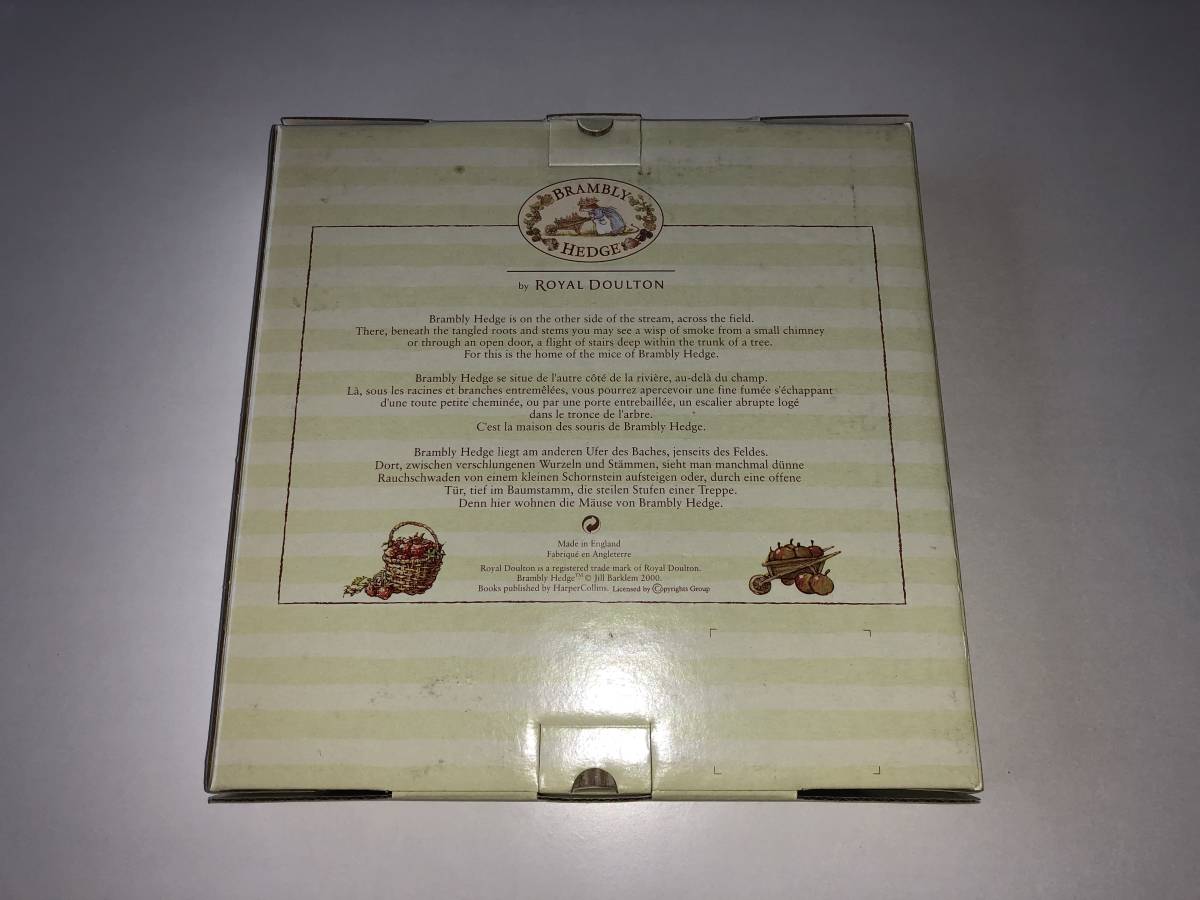 BRAMBLY
HEDGE
by ROYAL DOULTON
Brambly Hedge is on the other side of the stream, across the field.
There, beneath the tangled roots and stems you may see a wisp of smoke from a small chimney
or through an open door, a flight of stairs deep within the trunk of a tree.
For this is the home of the mice of Brambly Hedge.
Brambly Hedge se situe de l'autre côté de la rivière, au-delà du champ.
Là, sous les racines et branches entremêlées, vous pourrez apercevoir une fine fumée s'échappant
d'une toute petite cheminée, ou par une porte entrebaillée, un escalier abrupte logé
dans le tronce de l'arbre.
C'est la maison des souris de Brambly Hedge.
Brambly Hedge liegt am anderen Ufer des Baches, jenseits des Feldes.
Dort, zwischen verschlungenen Wurzeln und Stämmen, sieht man manchmal dünne
Rauchschwaden von einem kleinen Schornstein aufsteigen oder, durch eine offene
Tür, tief im Baumstamm, die steilen Stufen einer Treppe.
Denn hier wohnen die Mäuse von Brambly Hedge.
Made in England
Fabriqué en Angleterre
Royal Doulton is a registered trade mark of Royal Doulton.
Brambly Hedge™ © Jill Barklem 2000.
Books published by HarperCollins. Licensed by ©opyrights Group